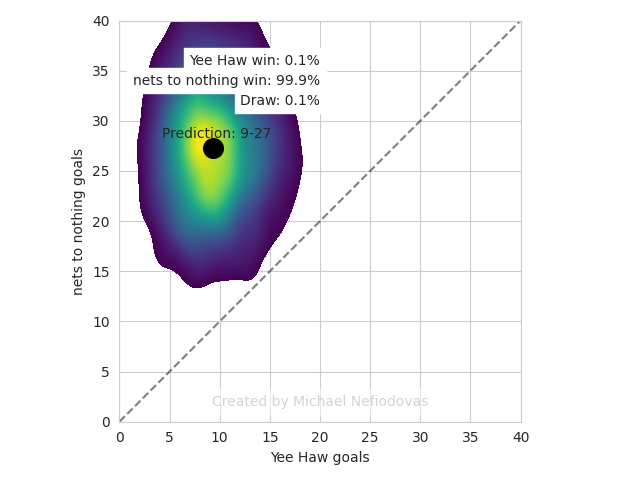 40
35
30
25
20
15
10
5
0
nets to nothing goals
Yee Haw win: 0.1%
nets to nothing win: 99.9%
Draw: 0.1%
Prediction: 9-27
Created by Michael Nefiodovas
0 5 10 15 20 25 30 35 40
Yee Haw goals